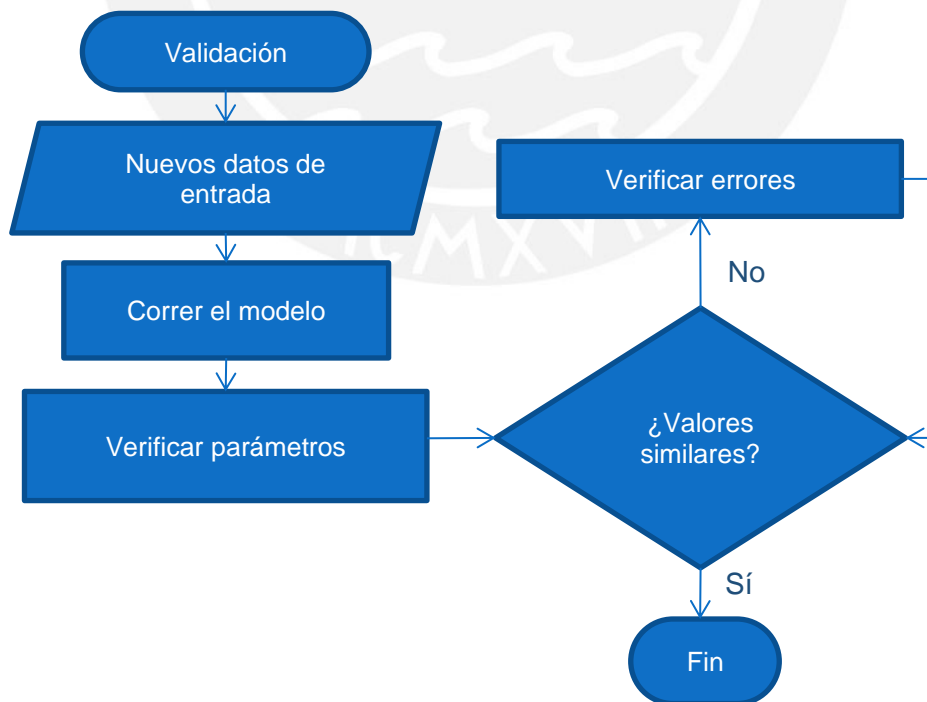 Validación
Nuevos datos de
entrada
Correr el modelo
Verificar parámetros
Verificar errores
No
¿Valores
similares?
Sí
Fin